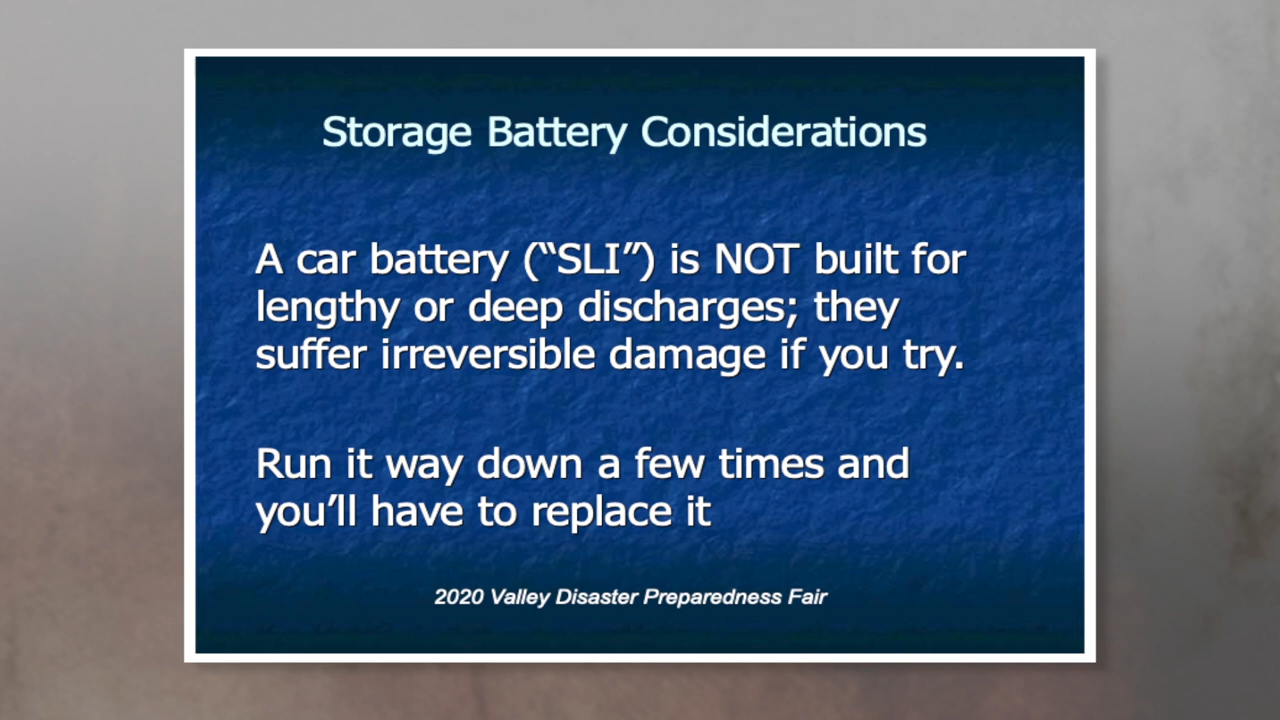 Storage Battery Considerations
A car battery (“SLI”) is NOT built for
lengthy or deep discharges; they
suffer irreversible damage if you try.
Run it way down a few times and
you’ll have to replace it
2020 Valley Disaster Preparedness Fair